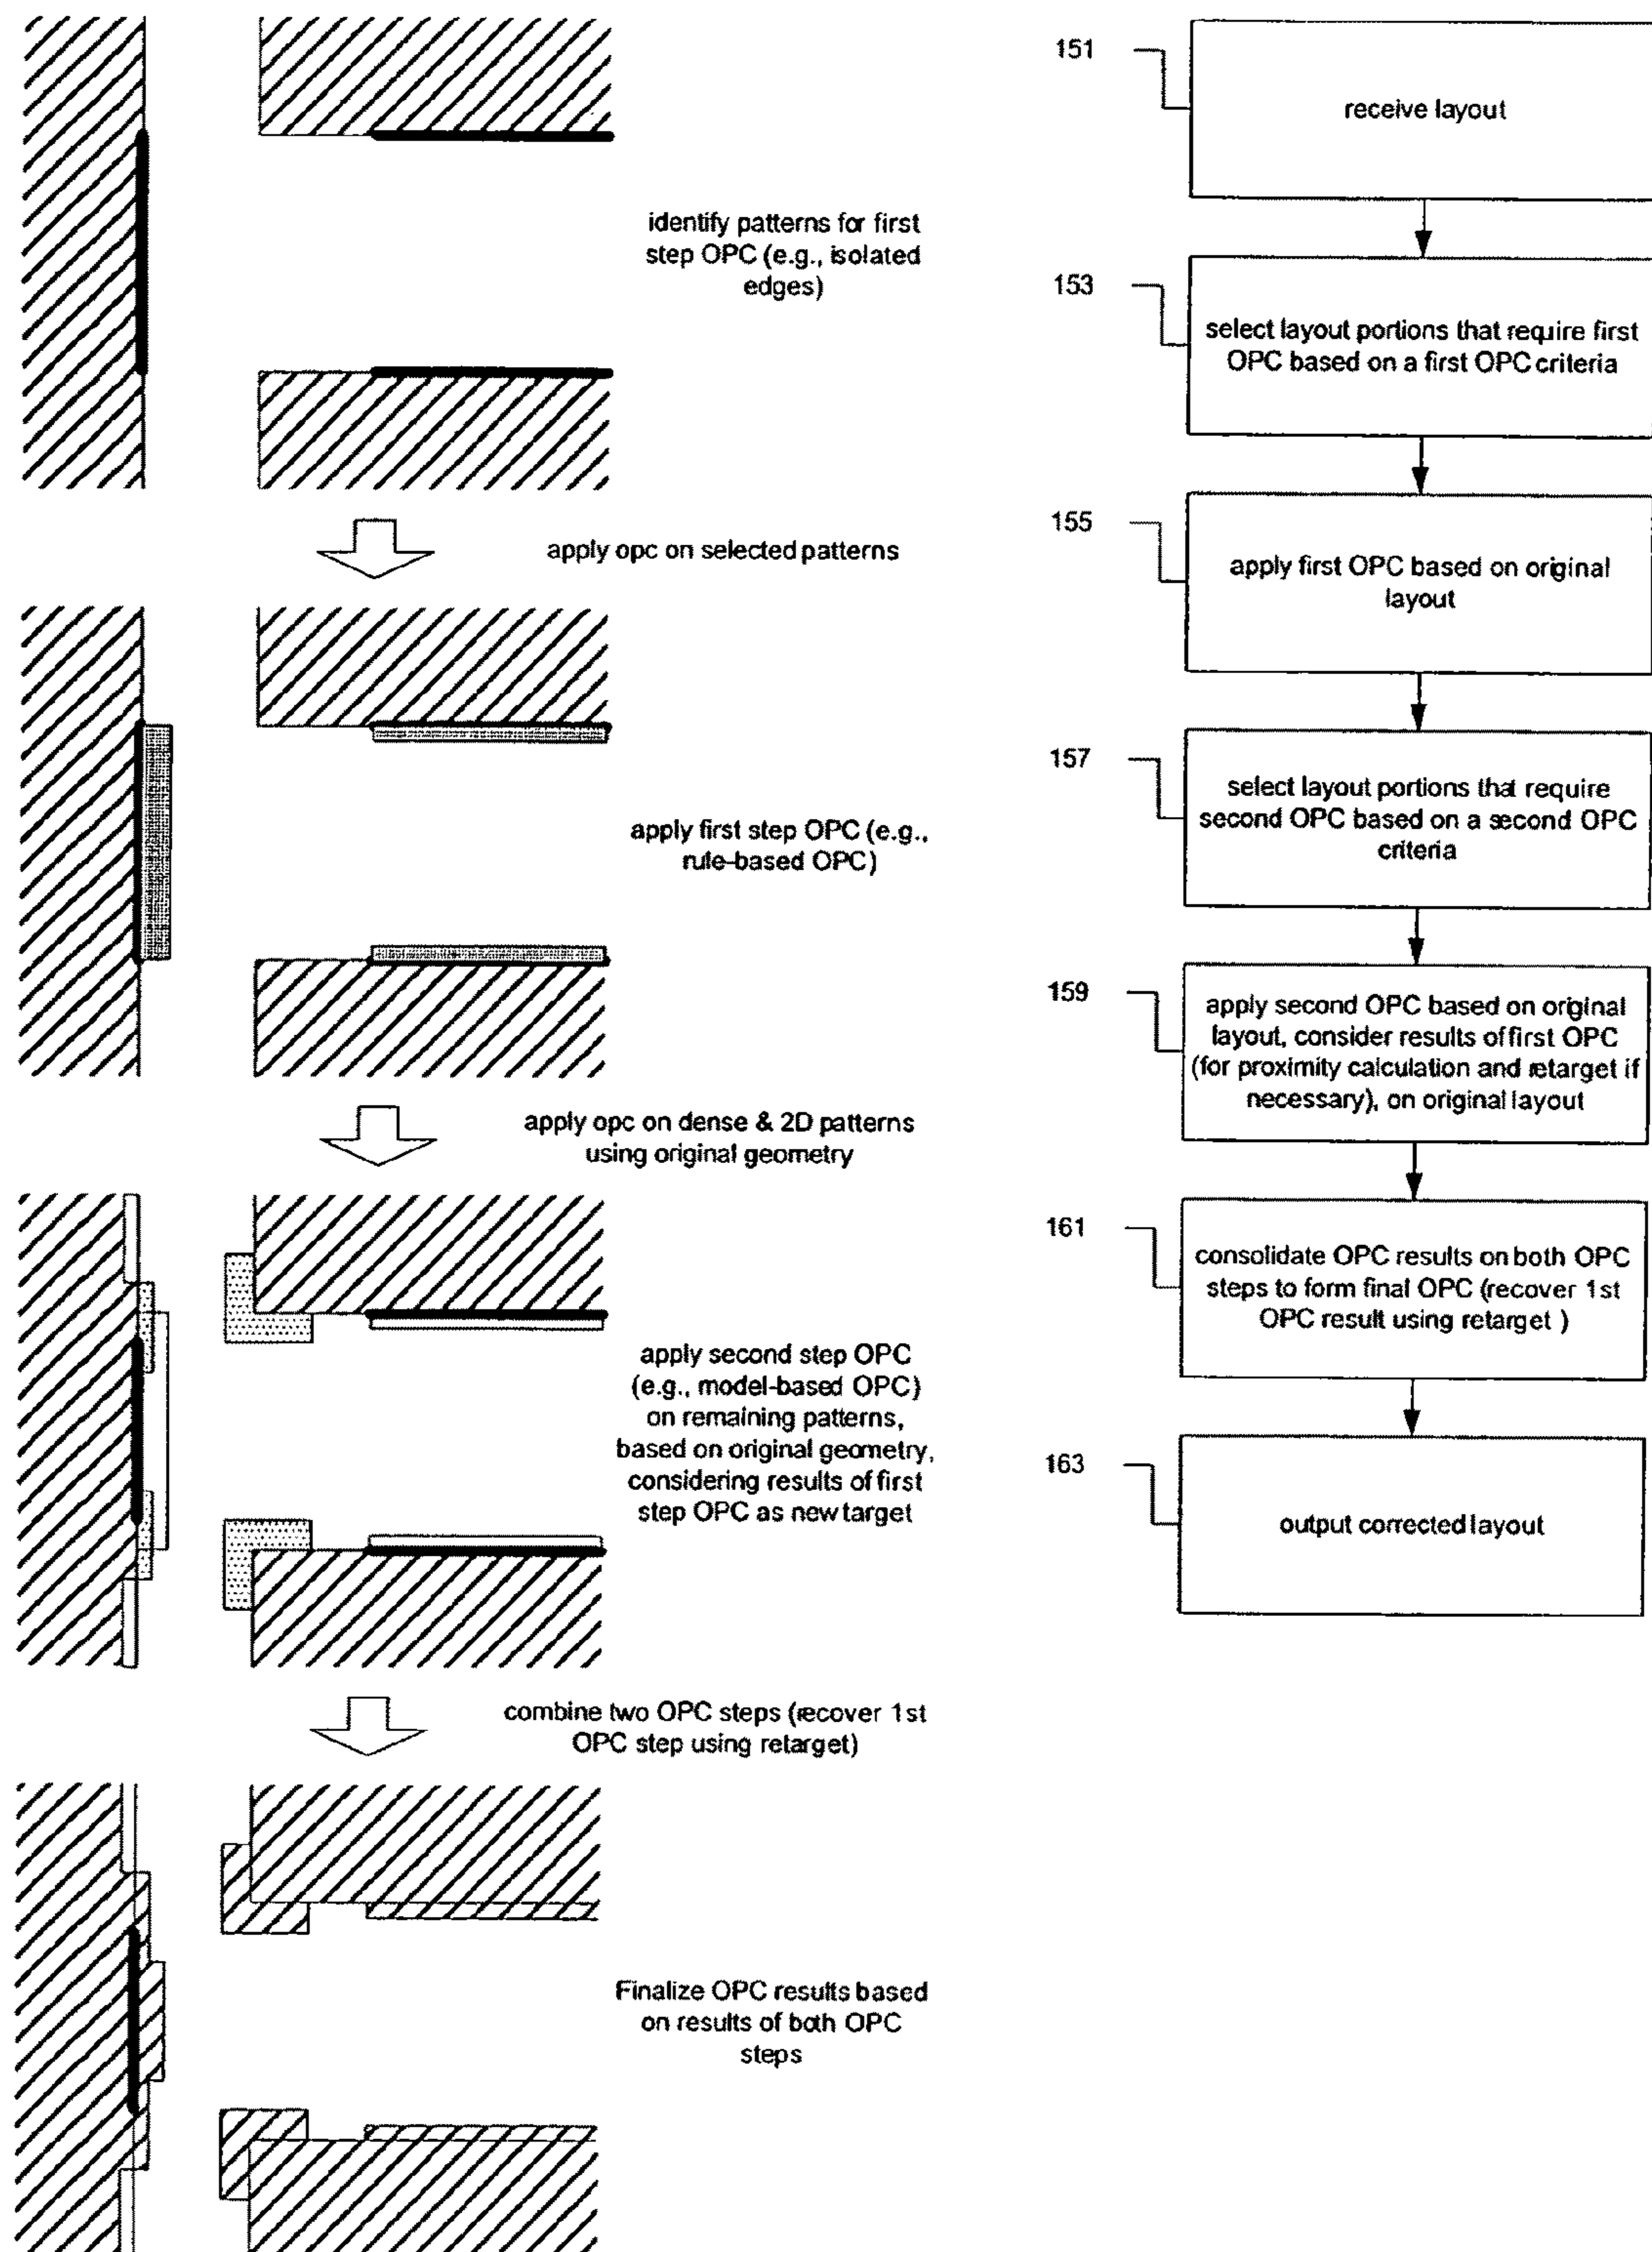 identify patterns for first
step OPC (e.g., isolated
edges)
apply opc on selected patterns
apply first step OPC (e.g.,
rule-based OPC)
apply opc on dense & 2D patterns
using original geometry
apply second step OPC
(e.g., model-based OPC)
on remaining patterns,
based on original geometry,
considering results of first
step OPC as new target
combine two OPC steps (recover 1st
OPC step using retarget)
Finalize OPC results based
on results of both OPC
steps
151
receive layout
153
select layout portions that require first
OPC based on a first OPC criteria
155
apply first OPC based on original
layout
157
select layout portions that require
second OPC based on a second OPC
criteria
159
apply second OPC based on original
layout, consider results of first OPC
(for proximity calculation and retarget if
necessary), on original layout
161
consolidate OPC results on both OPC
steps to form final OPC (recover 1st
OPC result using retarget )
163
output corrected layout